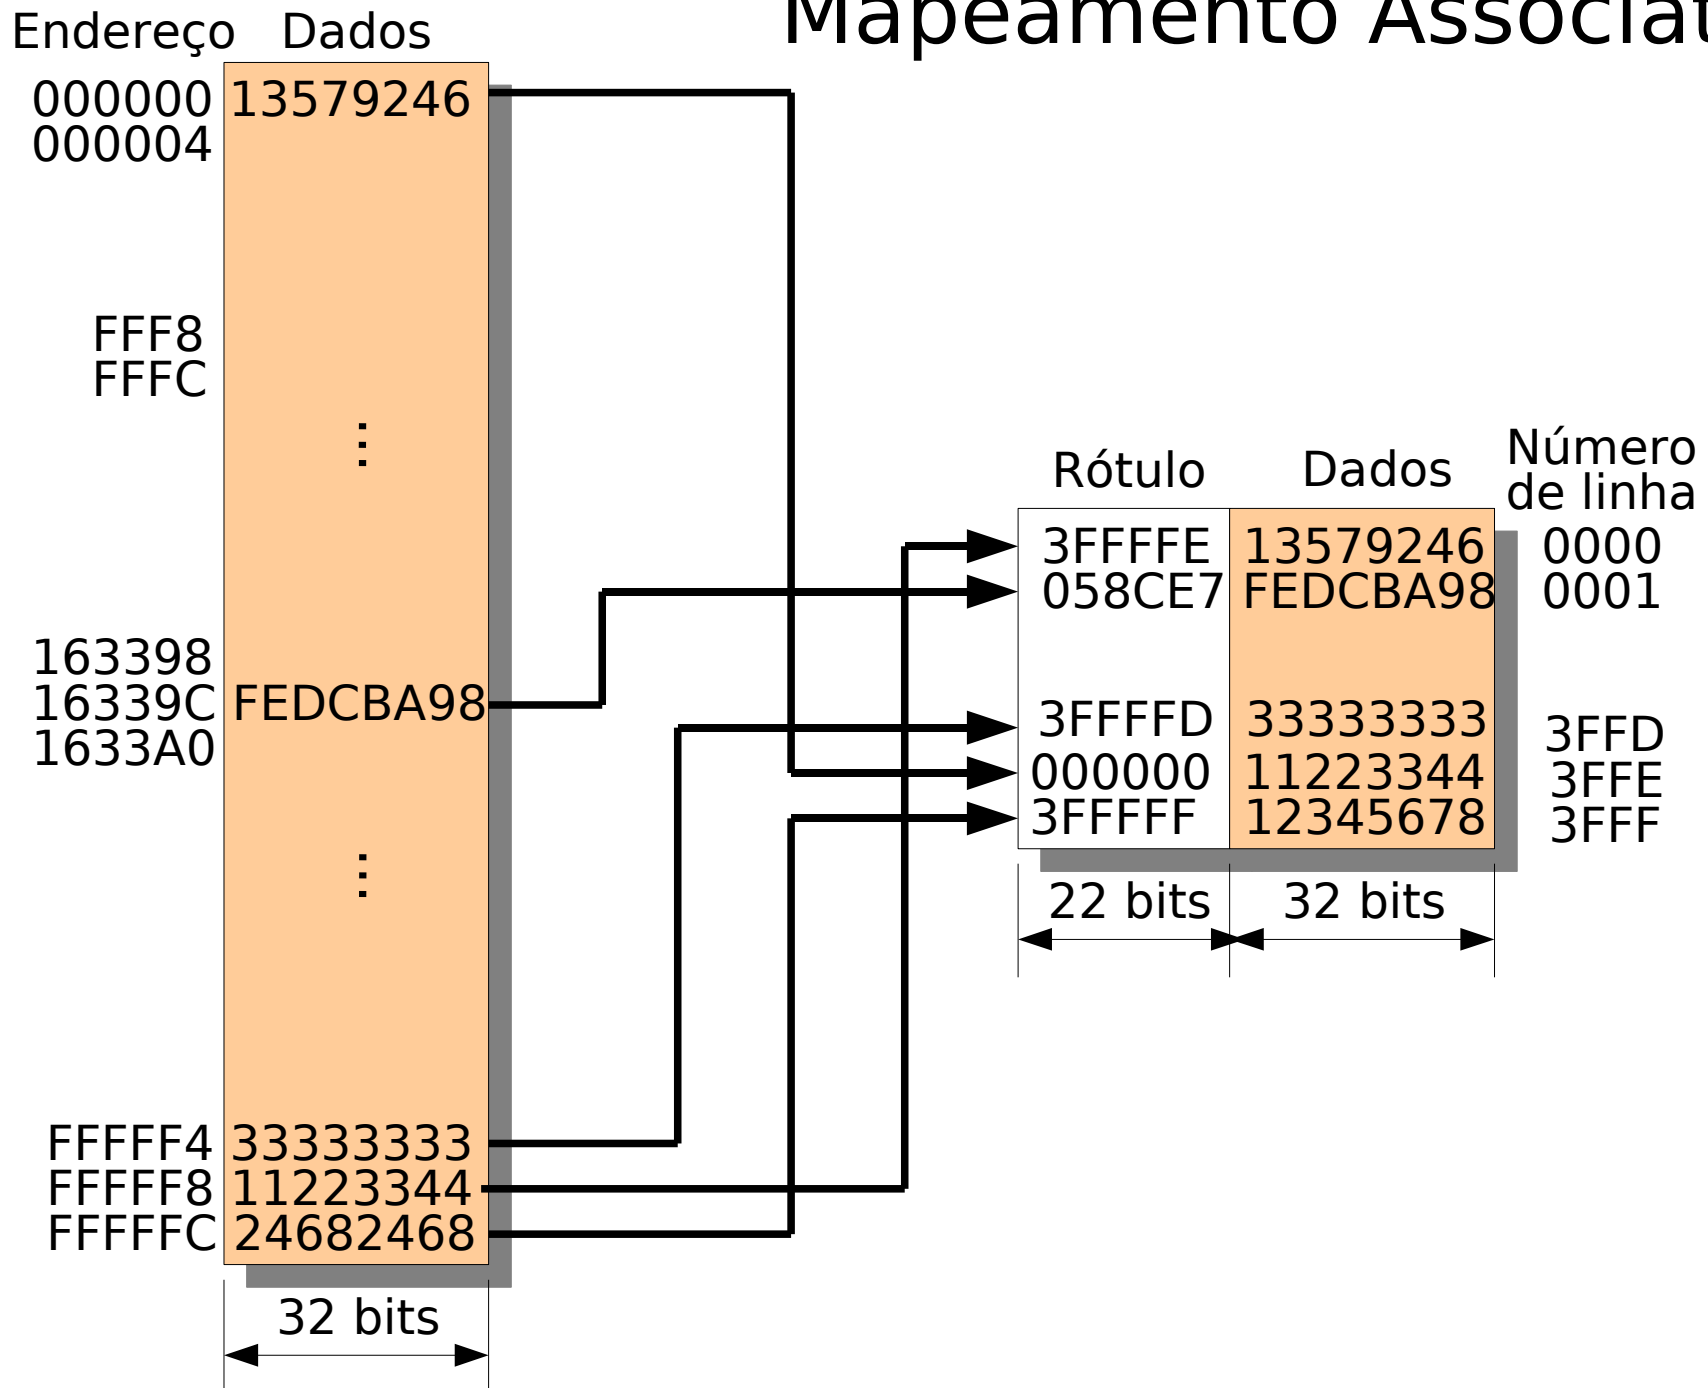 Mapeamento Associat
Endereço Dados
000000 13579246
000004
FFF8
FFFC
...
163398
16339C FEDCBA98
1633A0
...
FFFFF4 33333333
FFFFF8 11223344
FFFFFC 24682468
32 bits
Rótulo Dados Número
de linha
3FFFFE 13579246 0000
058CE7 FEDCBA98 0001
3FFFFD 33333333 3FFD
000000 11223344 3FFE
3FFFFF 12345678 3FFF
22 bits 32 bits